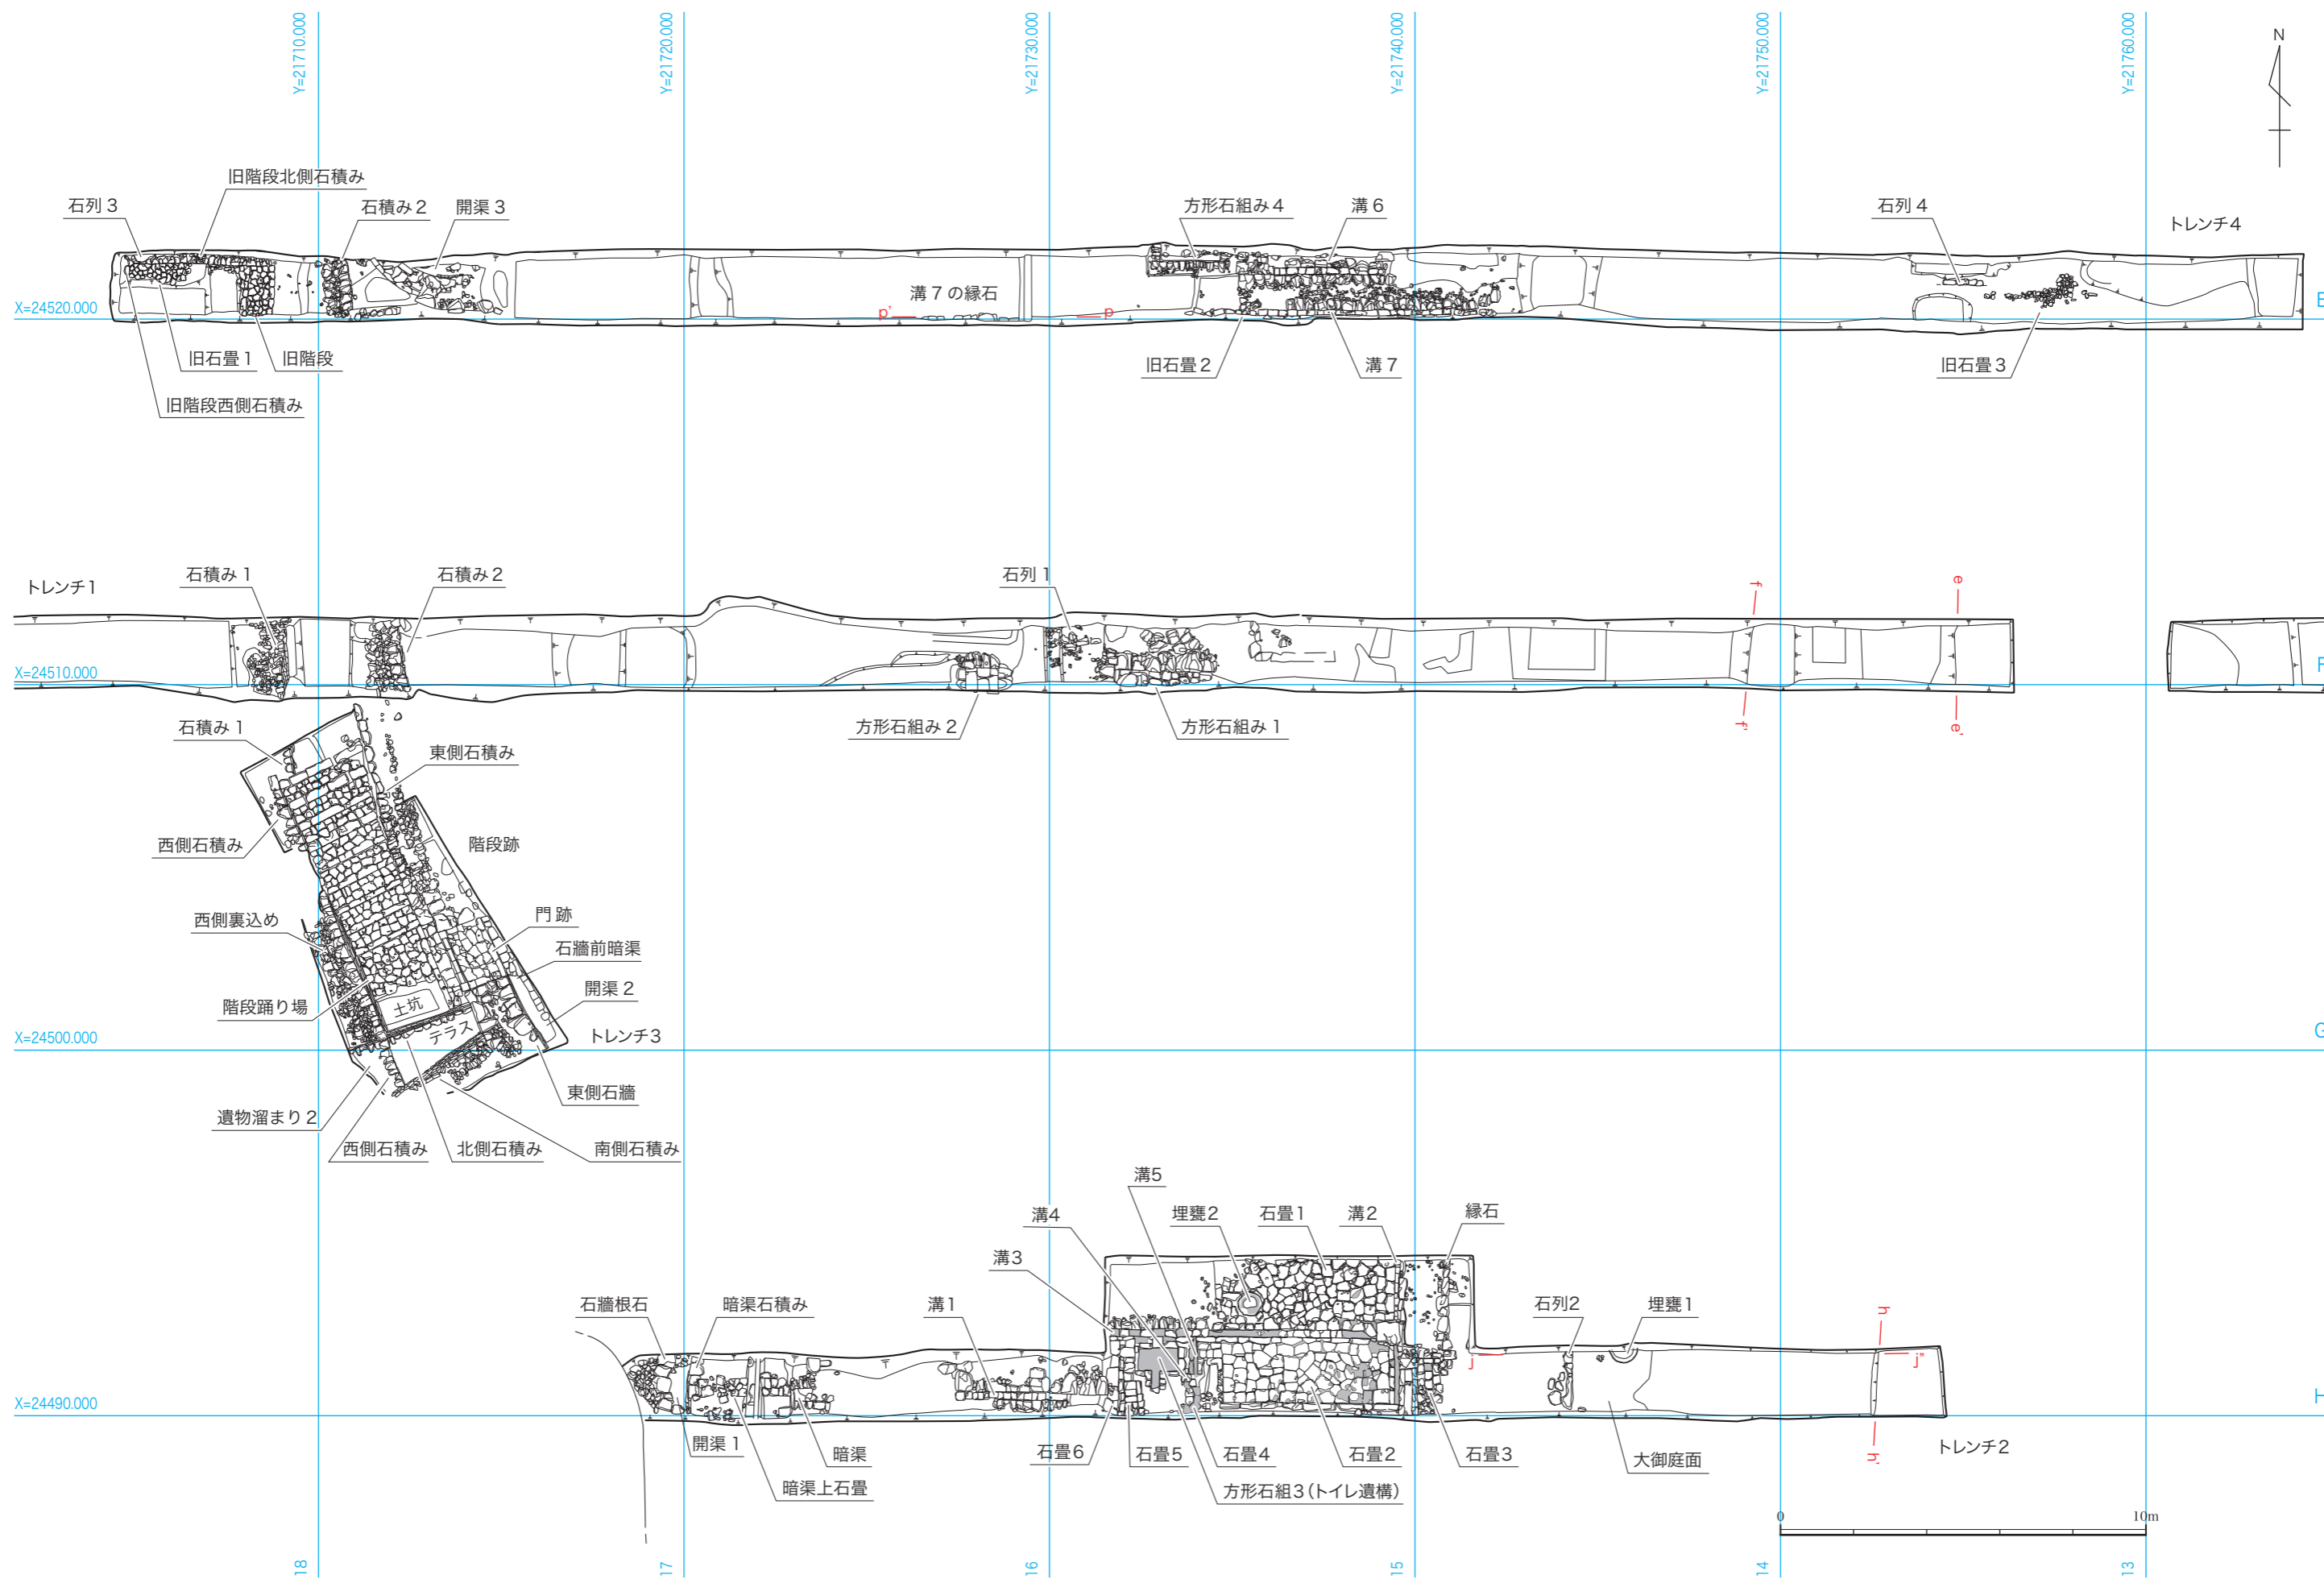 Y=21710.000
Y=21720.000
Y=21730.000
Y=21740.000
Y=21750.000
Y=21760.000
N
旧階段北側石積み
石列3
石積み2
開渠3
方形石組み4
溝6
石列4
トレンチ4
溝7の縁石
p'
p
X=24520.000
E
旧石畳1
旧階段
旧石畳2
溝7
旧石畳3
旧階段西側石積み
トレンチ1
石積み1
石積み2
石列1
f
e
X=24510.000
F
石積み1
方形石組み2
方形石組み1
f'
e'
東側石積み
西側石積み
階段跡
西側裏込め
門跡
石牆前暗渠
階段踊り場
土坑
開渠2
テラス
トレンチ3
X=24500.000
G
東側石牆
遺物溜まり2
西側石積み
北側石積み
南側石積み
溝5
溝4
埋甕2
石畳1
溝2
縁石
溝3
石牆根石
暗渠石積み
溝1
石列2
埋甕1
h
j
j"
X=24490.000
H
開渠1
暗渠
石畳6
石畳5
石畳4
石畳2
石畳3
大御庭面
トレンチ2
h'
暗渠上石畳
方形石組3(トイレ遺構)
0
10m
18
17
16
15
14
13